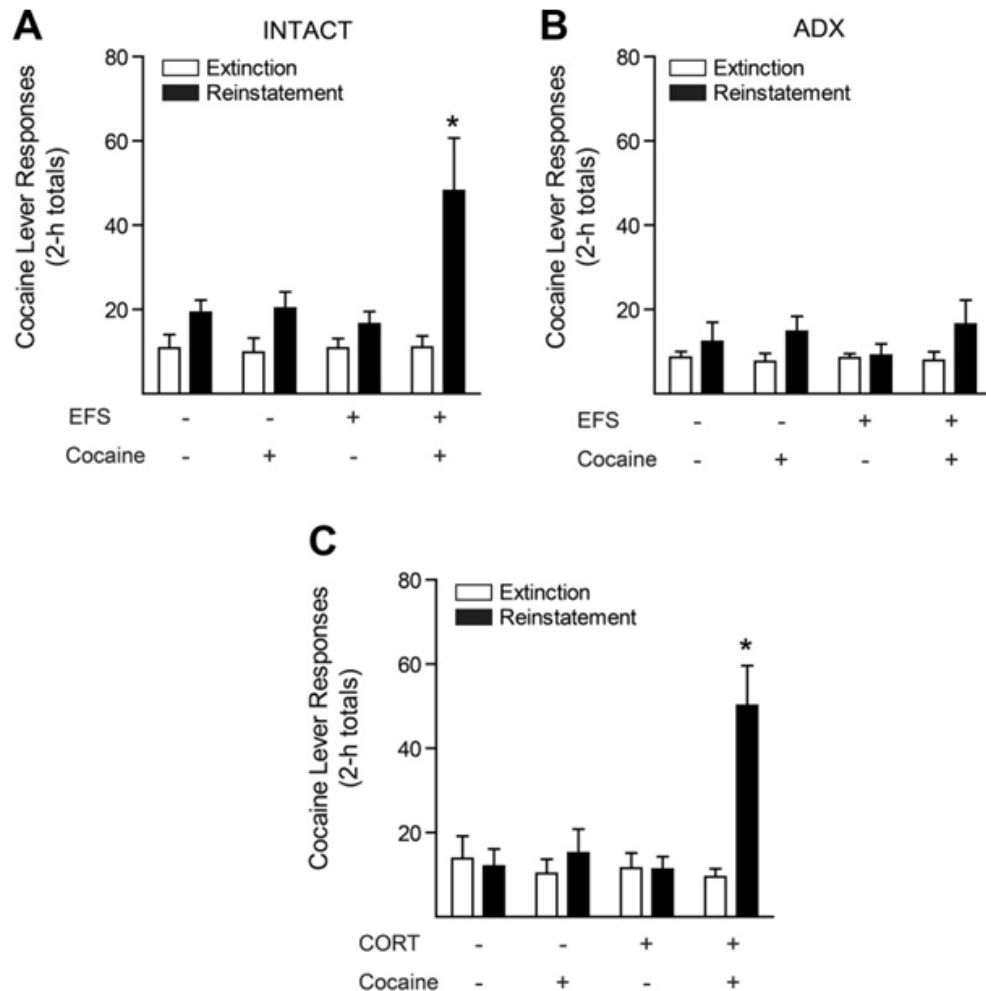 A
INTACT
Cocaine Lever Responses
(2-h totals)
80
60
40
20
Extinction
Reinstatement
*
EFS - - + +
Cocaine - + - +
B
ADX
Cocaine Lever Responses
(2-h totals)
80
60
40
20
Extinction
Reinstatement
EFS - - + +
Cocaine - + - +
C
Cocaine Lever Responses
(2-h totals)
80
60
40
20
Extinction
Reinstatement
*
CORT - - + +
Cocaine - + - +